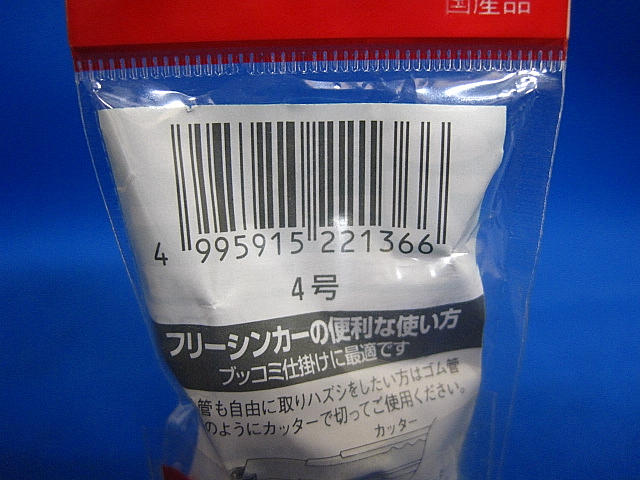 国産品
4 995915 221366
4号
フリーシンカーの便利な使い方
ブッコミ仕掛けに最適です
管も自由に取りハズシをしたい方はゴム管
のようにカッターで切ってご使用ください。
カッター